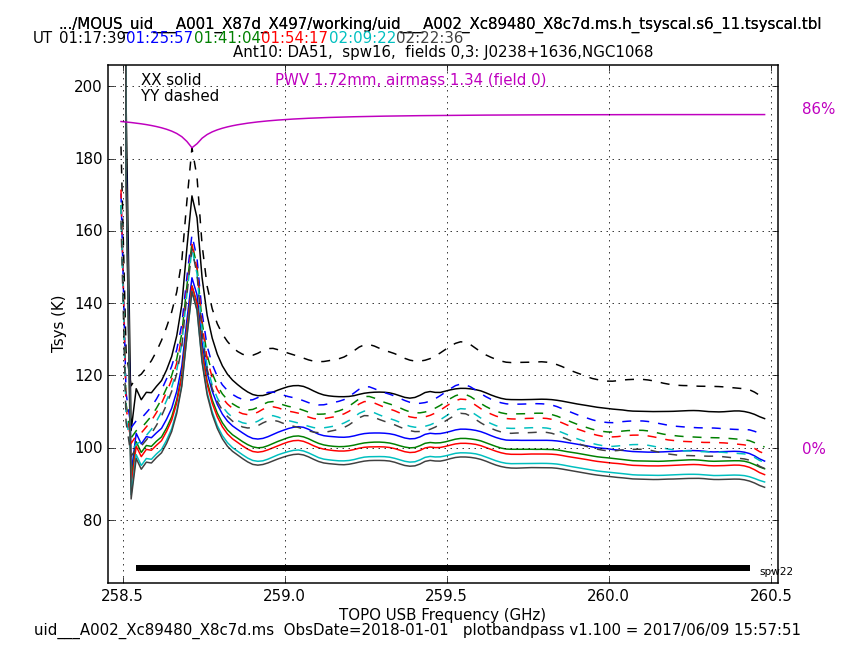 .../MOUS_uid___A001_X87d_X497/working/uid___A002_Xc89480_X8c7d.ms.h_tsyscal.s6_11.tsyscal.tbl
UT 01:17:39 01:25:57 01:41:04 01:54:17 02:09:22 02:22:36
Ant10: DA51,  spw16,  fields 0,3: J0238+1636,NGC1068
XX solid
YY dashed
PWV 1.72mm, airmass 1.34 (field 0)
86%
0%
Tsys (K)
200
180
160
140
120
100
80
spw22
258.5 259.0 259.5 260.0 260.5
TOPO USB Frequency (GHz)
uid___A002_Xc89480_X8c7d.ms  ObsDate=2018-01-01   plotbandpass v1.100 = 2017/06/09 15:57:51